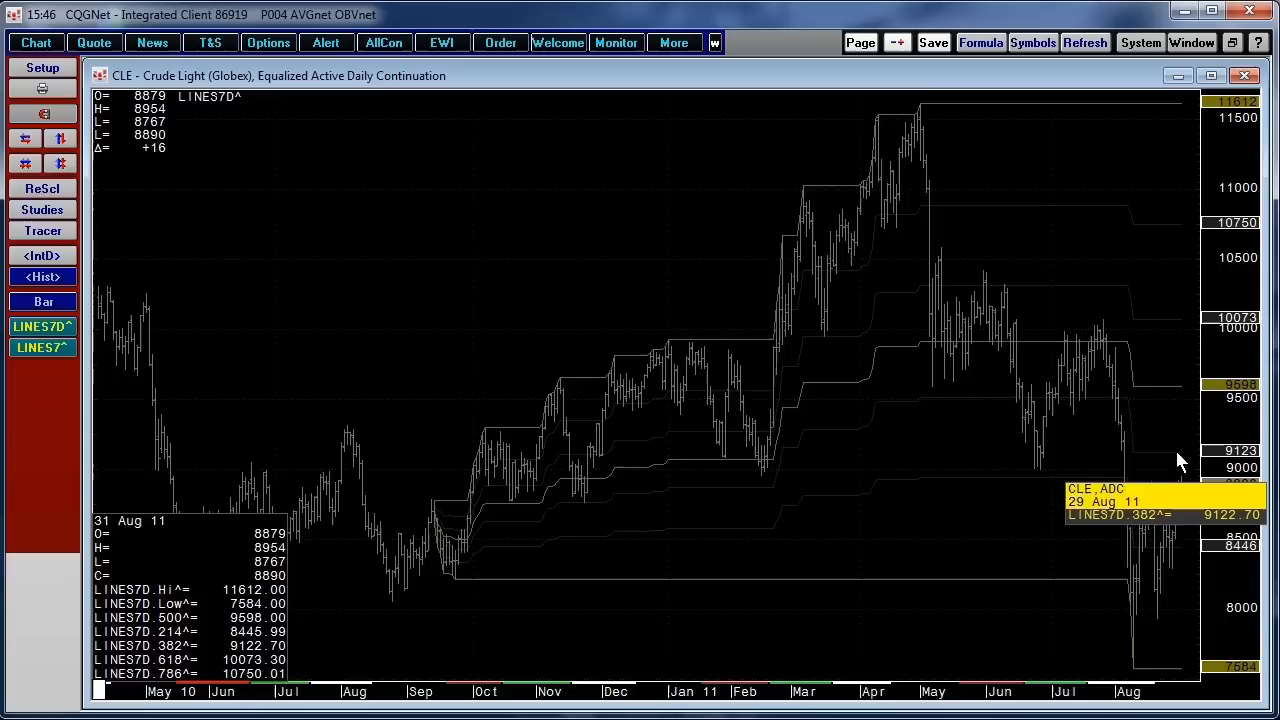 15:46 CQGNet - Integrated Client 86919 P004 AVGnet OBVnet
Chart Quote News T&S Options Alert AllCon EWI Order Welcome Monitor More w Page -+ Save Formula Symbols Refresh System Window ?
Setup
ReScl
Studies
Tracer
<IntD>
<Hist>
Bar
LINES7D^
LINES7^
CLE - Crude Light (Globex), Equalized Active Daily Continuation
O= 8879 LINES7D^
H= 8954
L= 8767
L= 8890
Δ= +16
11612
11500
11000
10750
10500
10073
10000
9598
9500
9123
9000
8500
8446
8000
7584
CLE,ADC
29 Aug 11
LINES7D.382^= 9122.70
31 Aug 11
O= 8879
H= 8954
L= 8767
C= 8890
LINES7D.Hi^= 11612.00
LINES7D.Low^= 7584.00
LINES7D.500^= 9598.00
LINES7D.214^= 8445.99
LINES7D.382^= 9122.70
LINES7D.618^= 10073.30
LINES7D.786^= 10750.01
May 10 Jun Jul Aug Sep Oct Nov Dec Jan 11 Feb Mar Apr May Jun Jul Aug